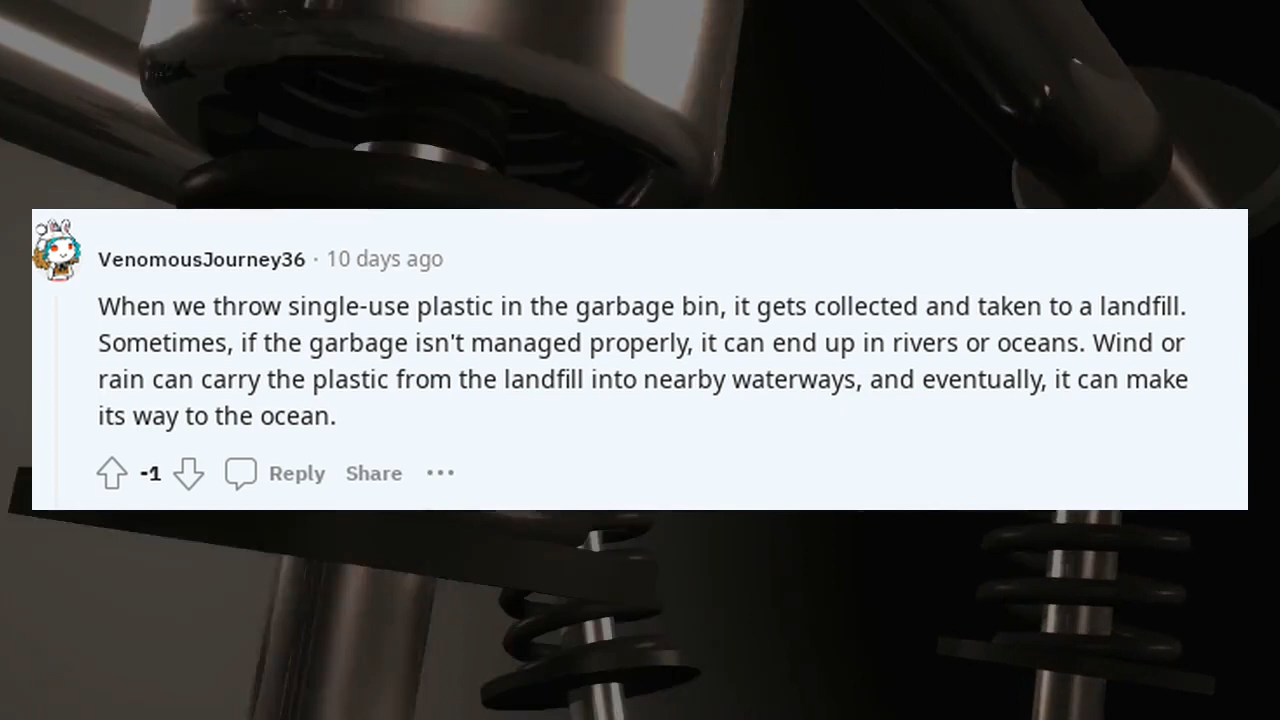 VenomousJourney36 · 10 days ago
When we throw single-use plastic in the garbage bin, it gets collected and taken to a landfill.
Sometimes, if the garbage isn't managed properly, it can end up in rivers or oceans. Wind or
rain can carry the plastic from the landfill into nearby waterways, and eventually, it can make
its way to the ocean.
-1 Reply Share ···